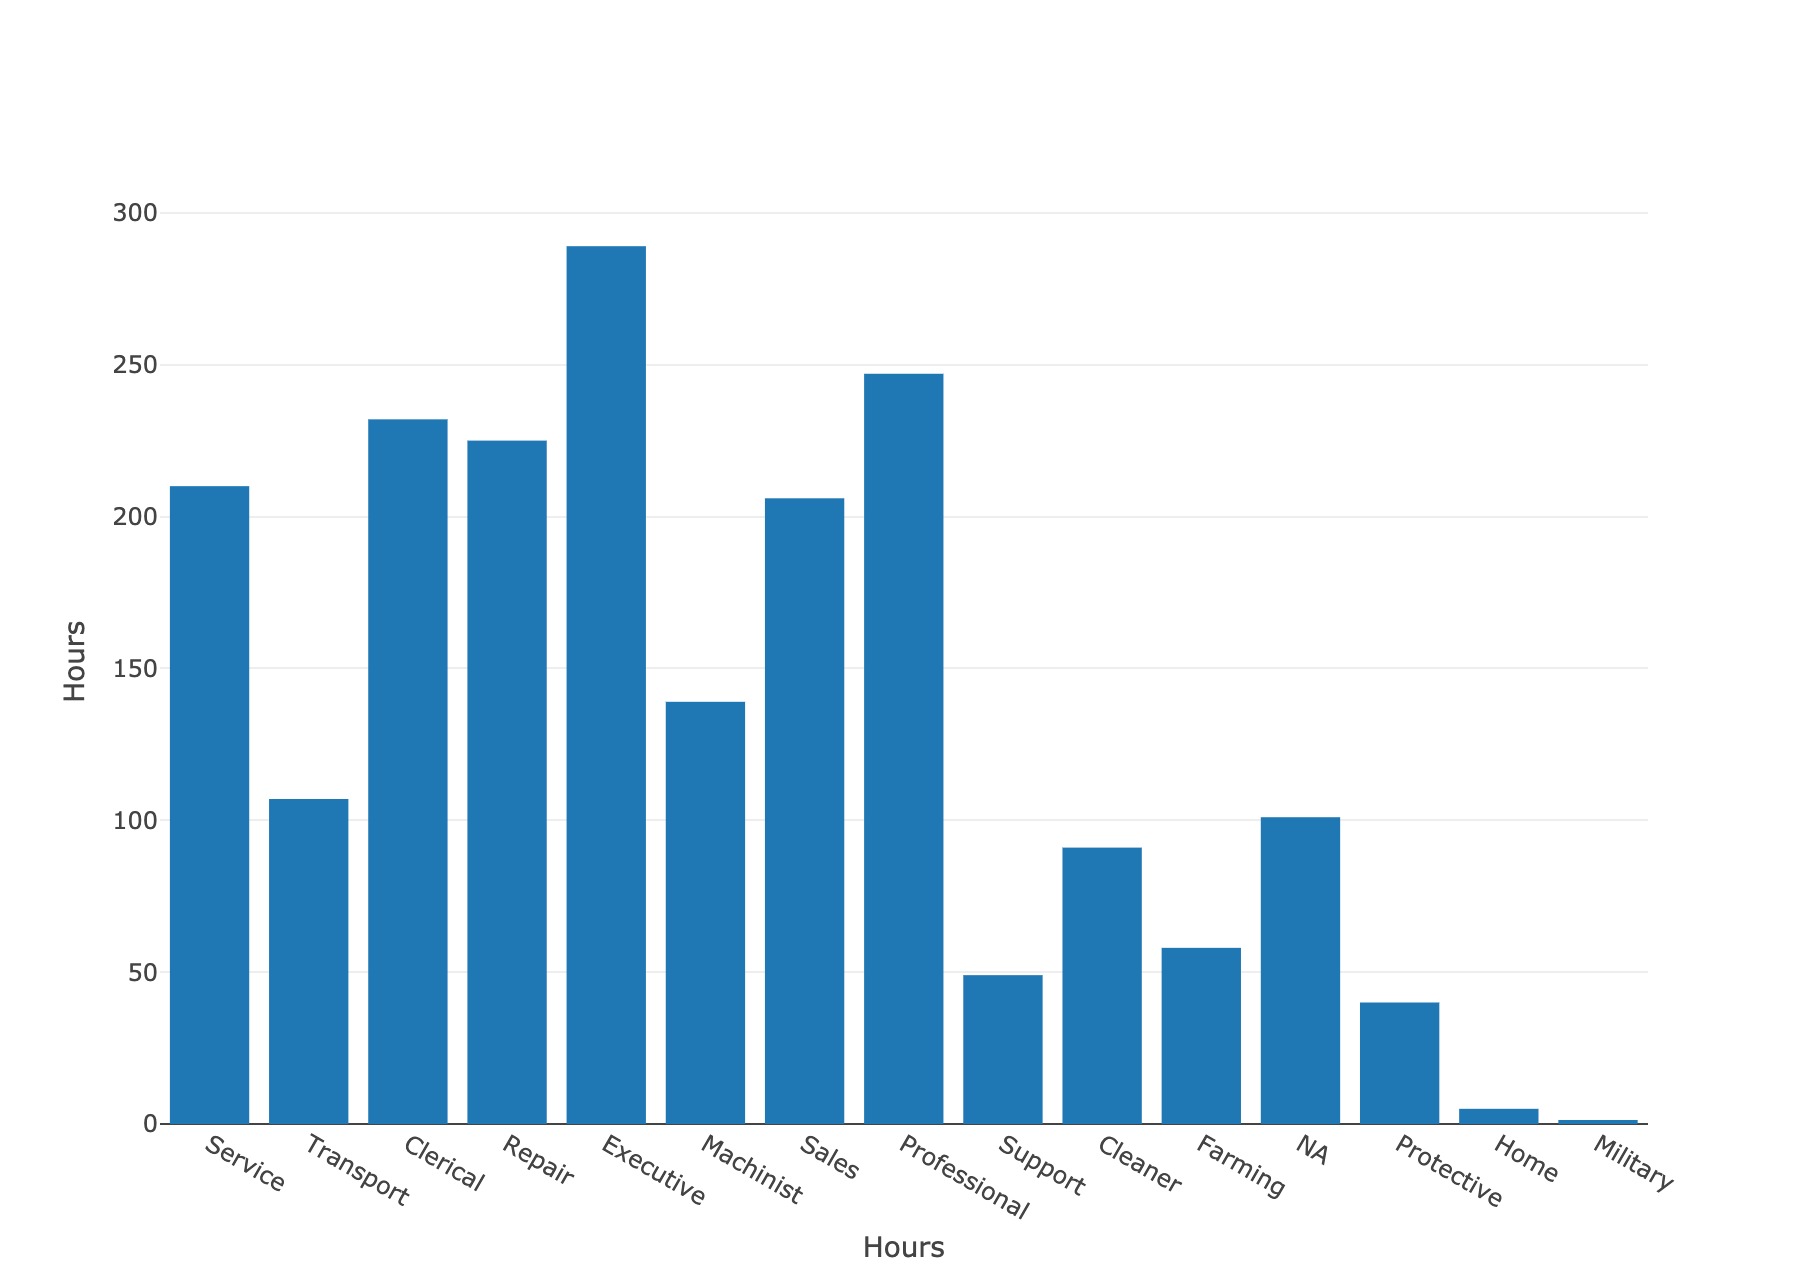 300
250
200
150
100
50
0
Hours
Service
Transport
Clerical
Repair
Executive
Machinist
Sales
Professional
Support
Cleaner
Farming
NA
Protective
Home
Military
Hours